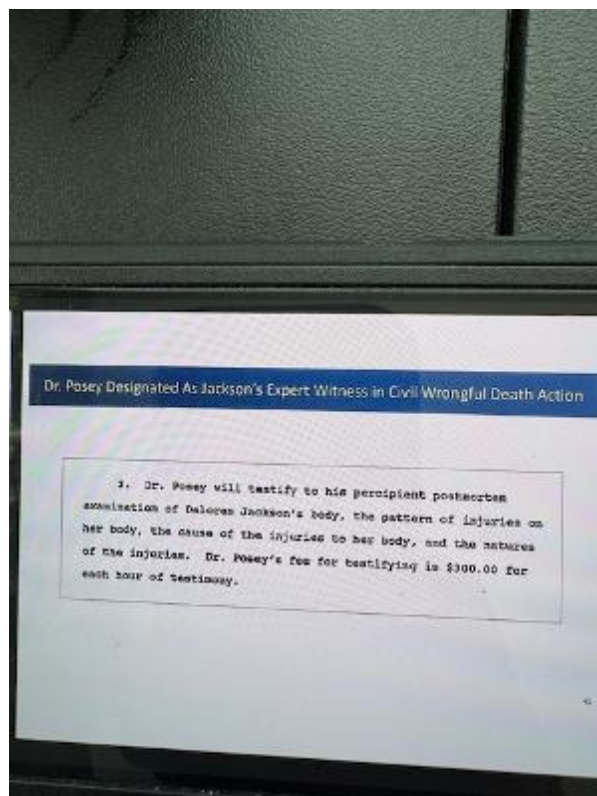 Dr. Posey Designated As Jackson's Expert Witness in Civil Wrongful Death Action
3. Dr. Posey will testify to his percipient postmortem
examination of Delores Jackson's body, the pattern of injuries on
her body, the cause of the injuries to her body, and the natures
of the injuries. Dr. Posey's fee for testifying is $300.00 for
each hour of testimony.